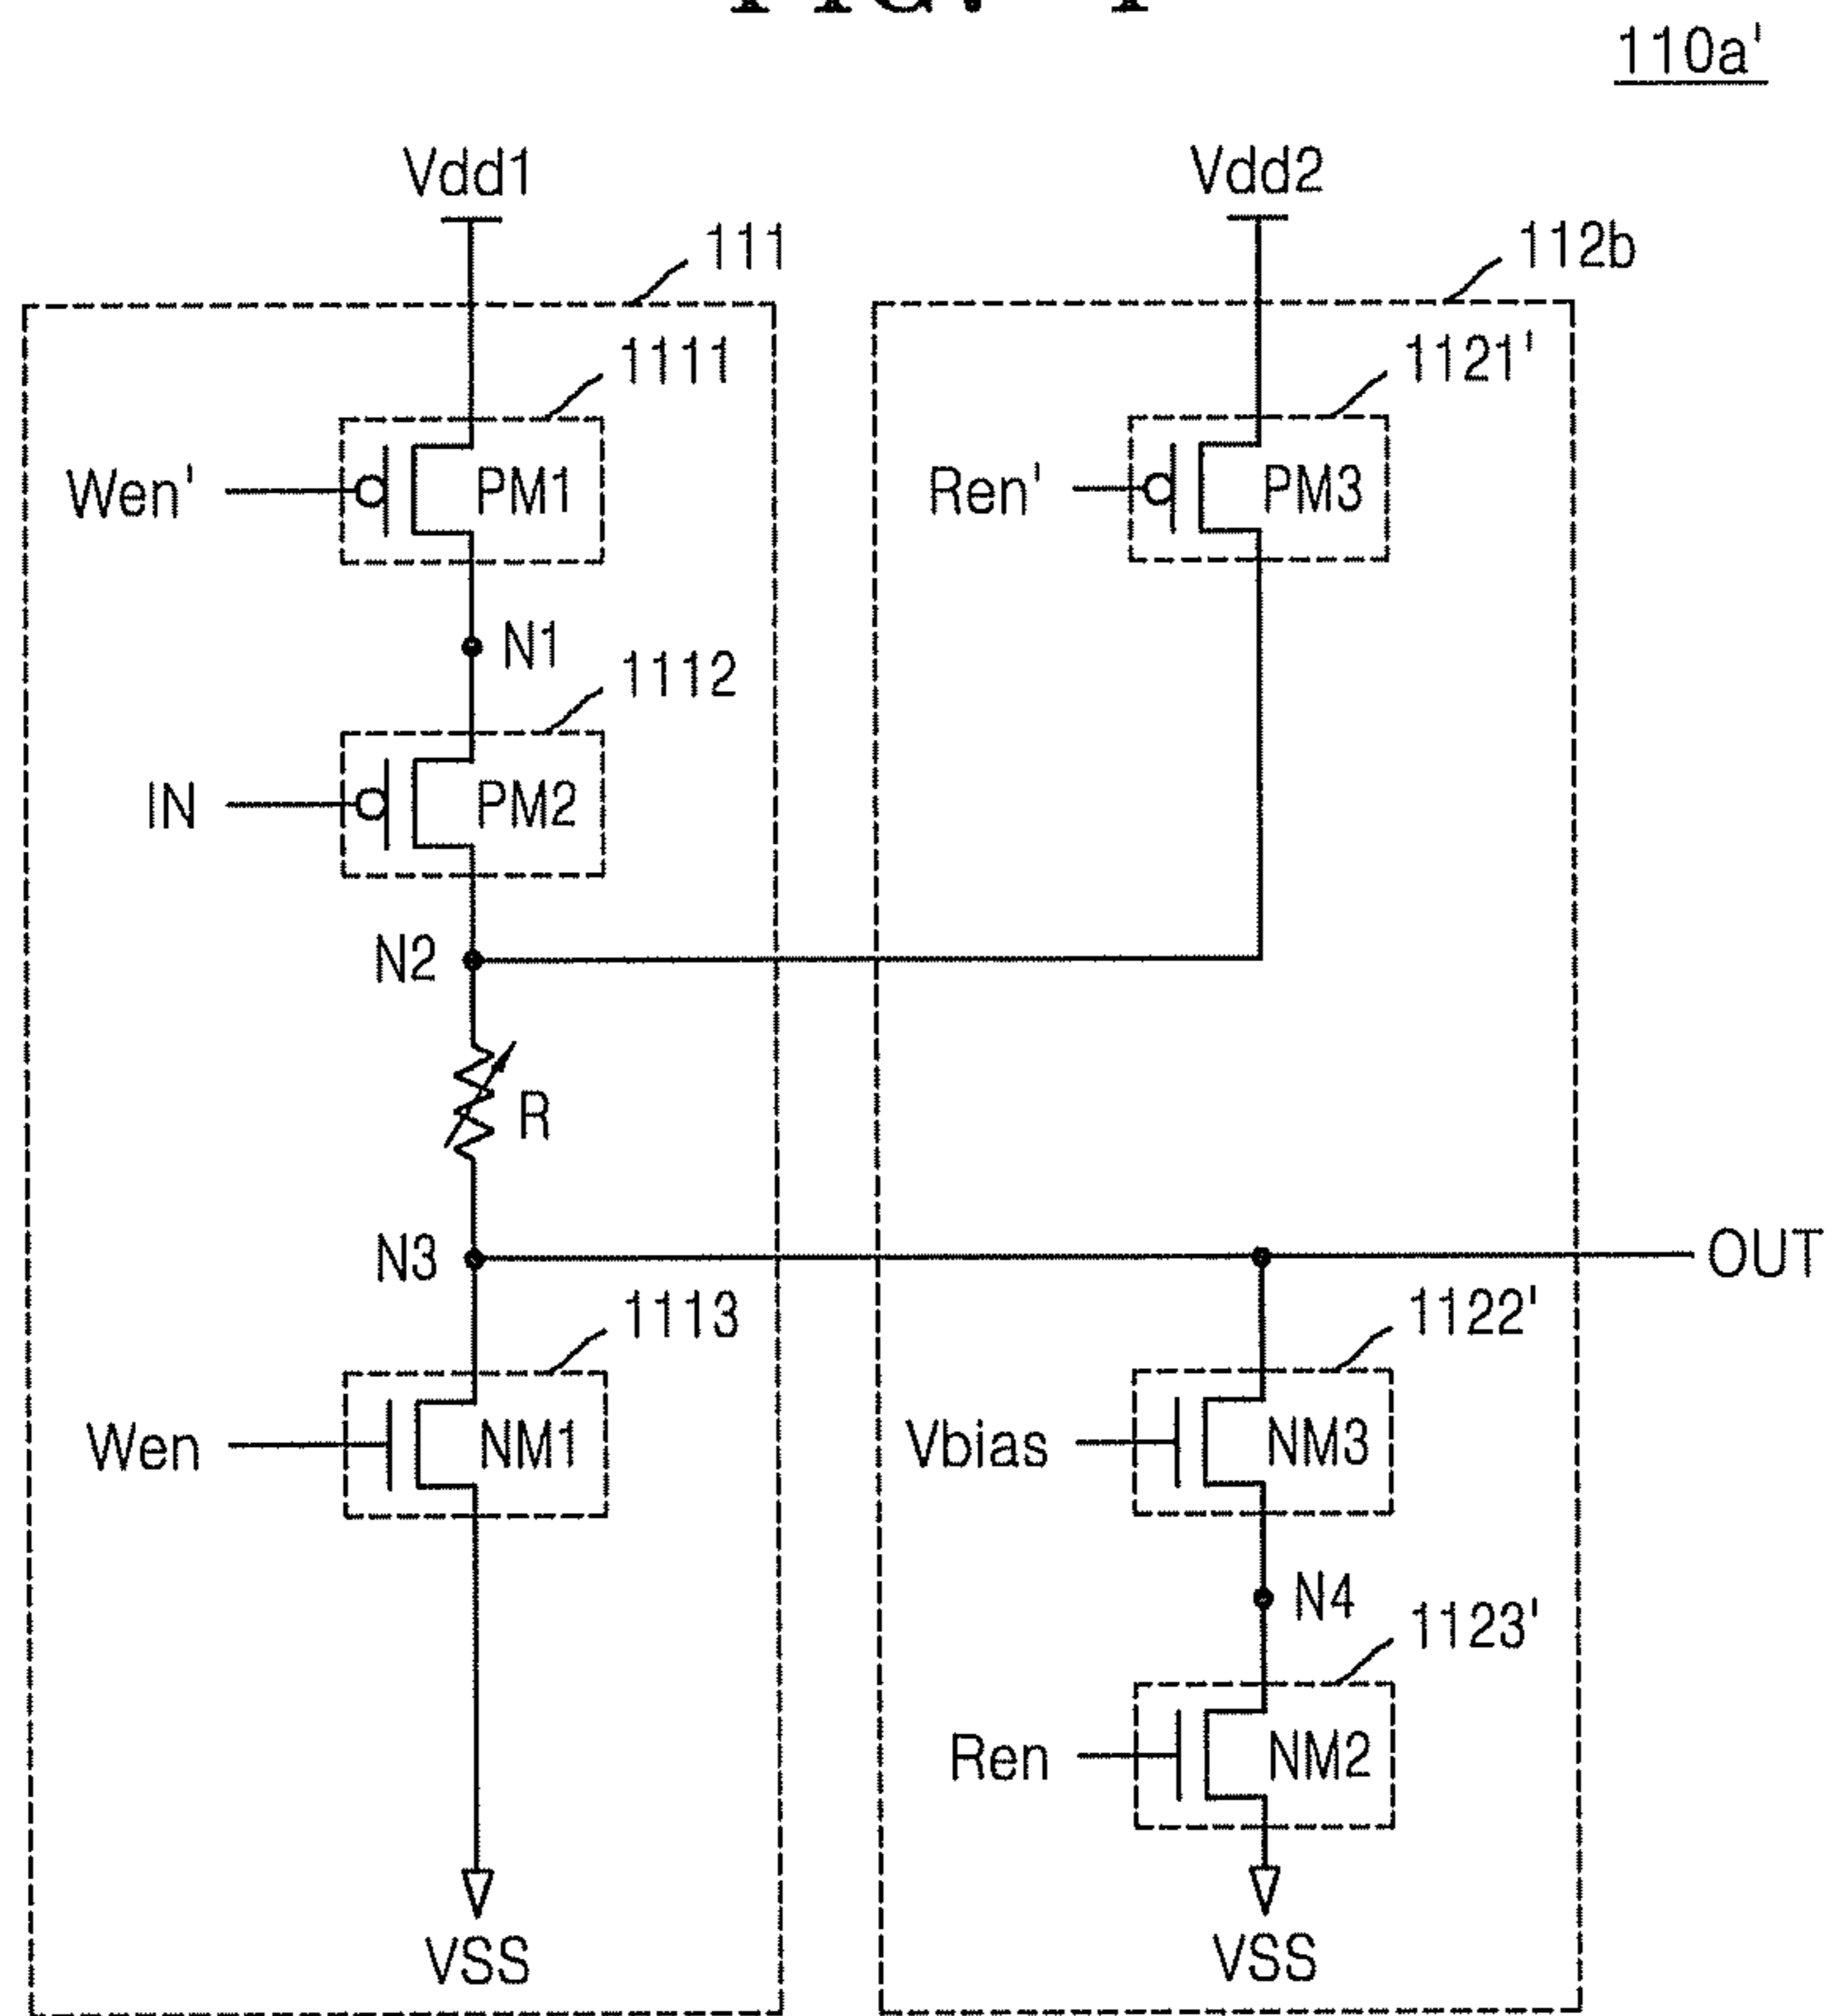 110a'
Vdd1
Vdd2
111
112b
1111
1121'
Wen'
PM1
Ren'
PM3
N1
1112
IN
PM2
N2
R
N3
OUT
1113
1122'
Wen
NM1
Vbias
NM3
N4
1123'
Ren
NM2
VSS
VSS